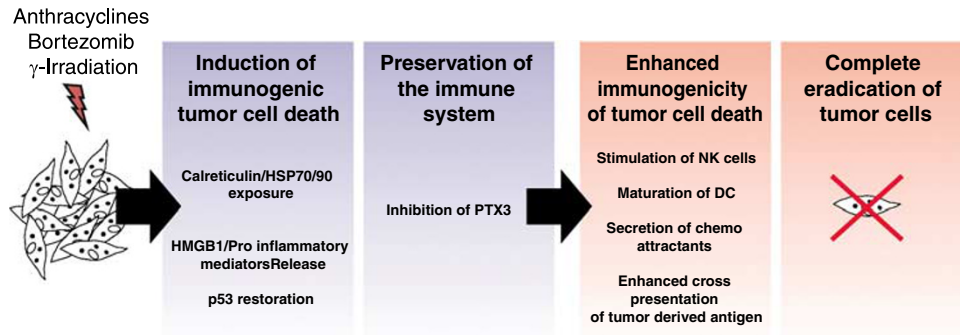 Anthracyclines
Bortezomib
γ-Irradiation
Induction of
immunogenic
tumor cell death
Calreticulin/HSP70/90
exposure
HMGB1/Pro inflammatory
mediatorsRelease
p53 restoration
Preservation of
the immune
system
Inhibition of PTX3
Enhanced
immunogenicity
of tumor cell death
Stimulation of NK cells
Maturation of DC
Secretion of chemo
attractants
Enhanced cross
presentation
of tumor derived antigen
Complete
eradication of
tumor cells